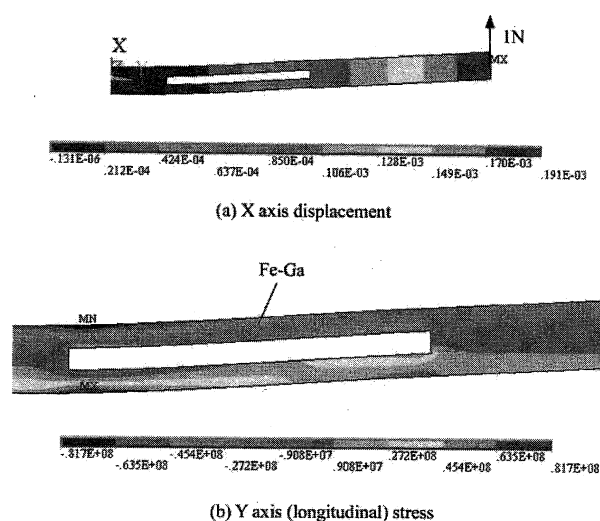 X
1N
MX
-.131E-06 .424E-04 .850E-04 .128E-03 .170E-03
.212E-04 .637E-04 .106E-03 .149E-03 .191E-03
(a) X axis displacement
Fe-Ga
MN
MX
-.817E+08 -.454E+08 -.908E+07 .272E+08 .635E+08
-.635E+08 -.272E+08 .908E+07 .454E+08 .817E+08
(b) Y axis (longitudinal) stress